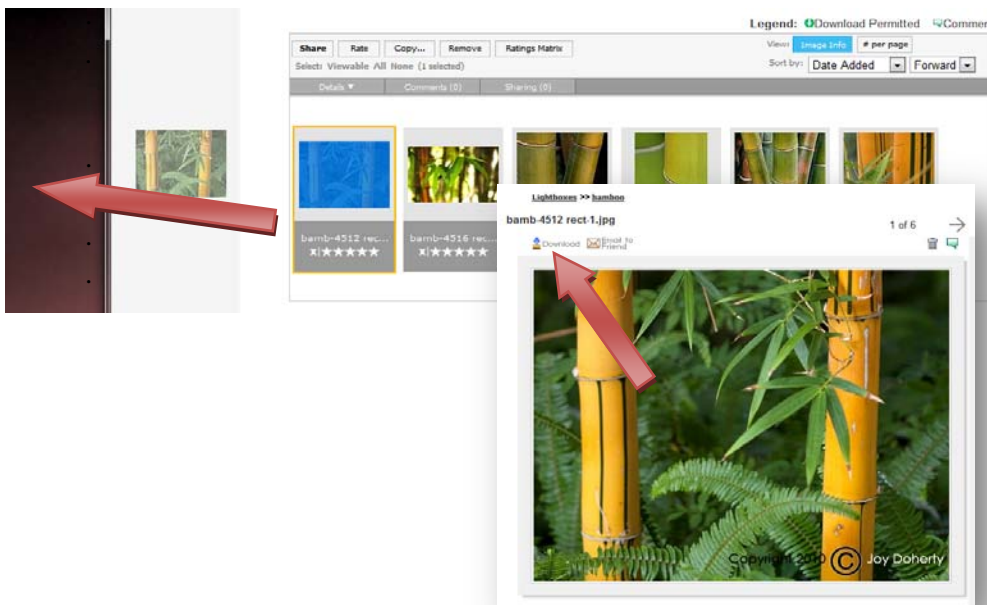 Legend: Download Permitted Commen
Share Rate Copy... Remove Ratings Matrix
View: Image Info # per page
Select: Viewable All None (1 selected)
Sort by: Date Added Forward
Details ▼ Comments (0) Sharing (0)
bamb-4512 rec... bamb-4516 rec...
X|★★★★★ X|★★★★★
Lightboxes >> bamboo
bamb-4512 rect-1.jpg
1 of 6
Download Email to Friend
Copyright 2010 © Joy Doherty